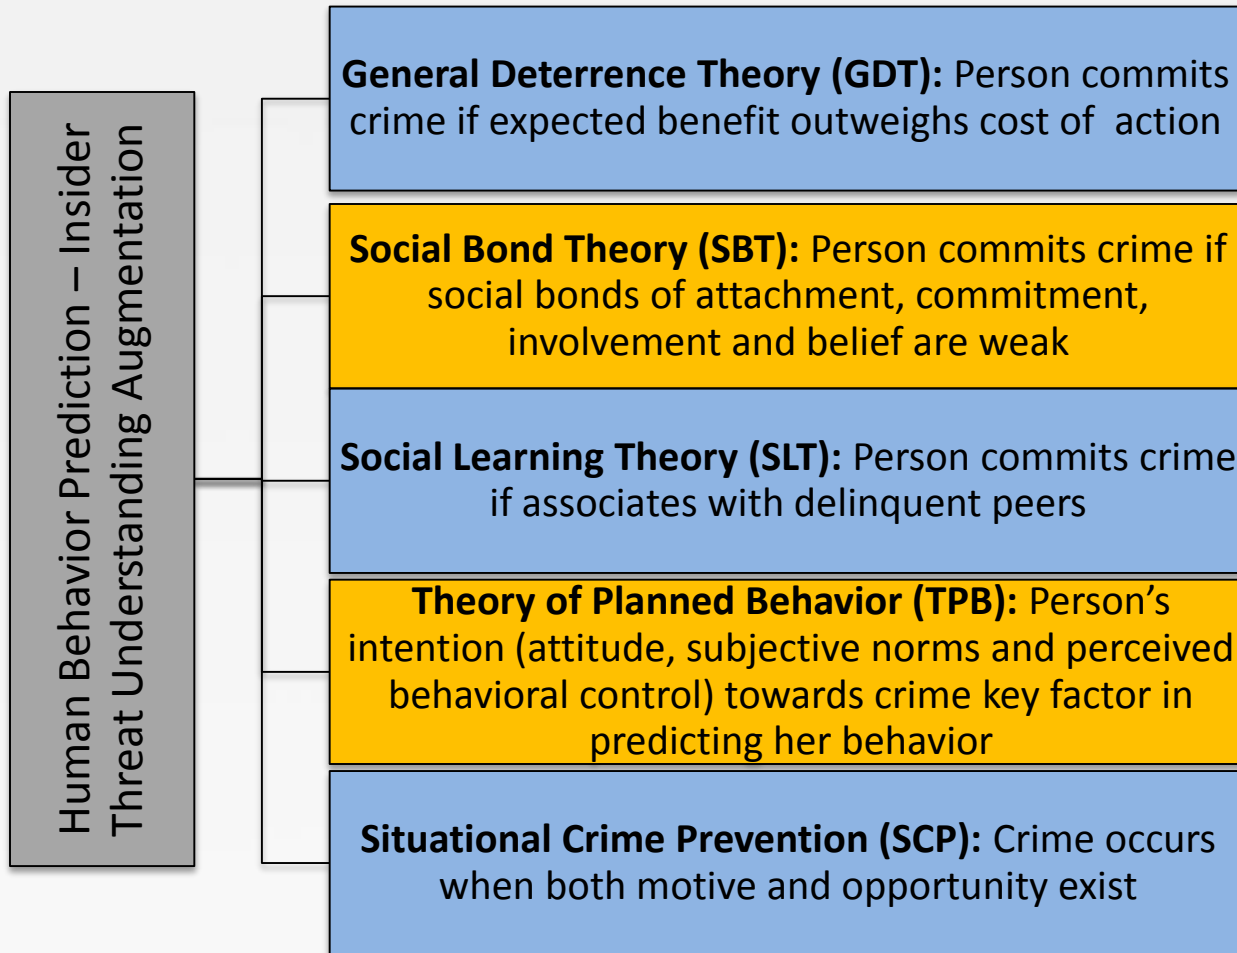 Human Behavior Prediction – Insider
Threat Understanding Augmentation
General Deterrence Theory (GDT): Person commits
crime if expected benefit outweighs cost of action
Social Bond Theory (SBT): Person commits crime if
social bonds of attachment, commitment,
involvement and belief are weak
Social Learning Theory (SLT): Person commits crime
if associates with delinquent peers
Theory of Planned Behavior (TPB): Person’s
intention (attitude, subjective norms and perceived
behavioral control) towards crime key factor in
predicting her behavior
Situational Crime Prevention (SCP): Crime occurs
when both motive and opportunity exist